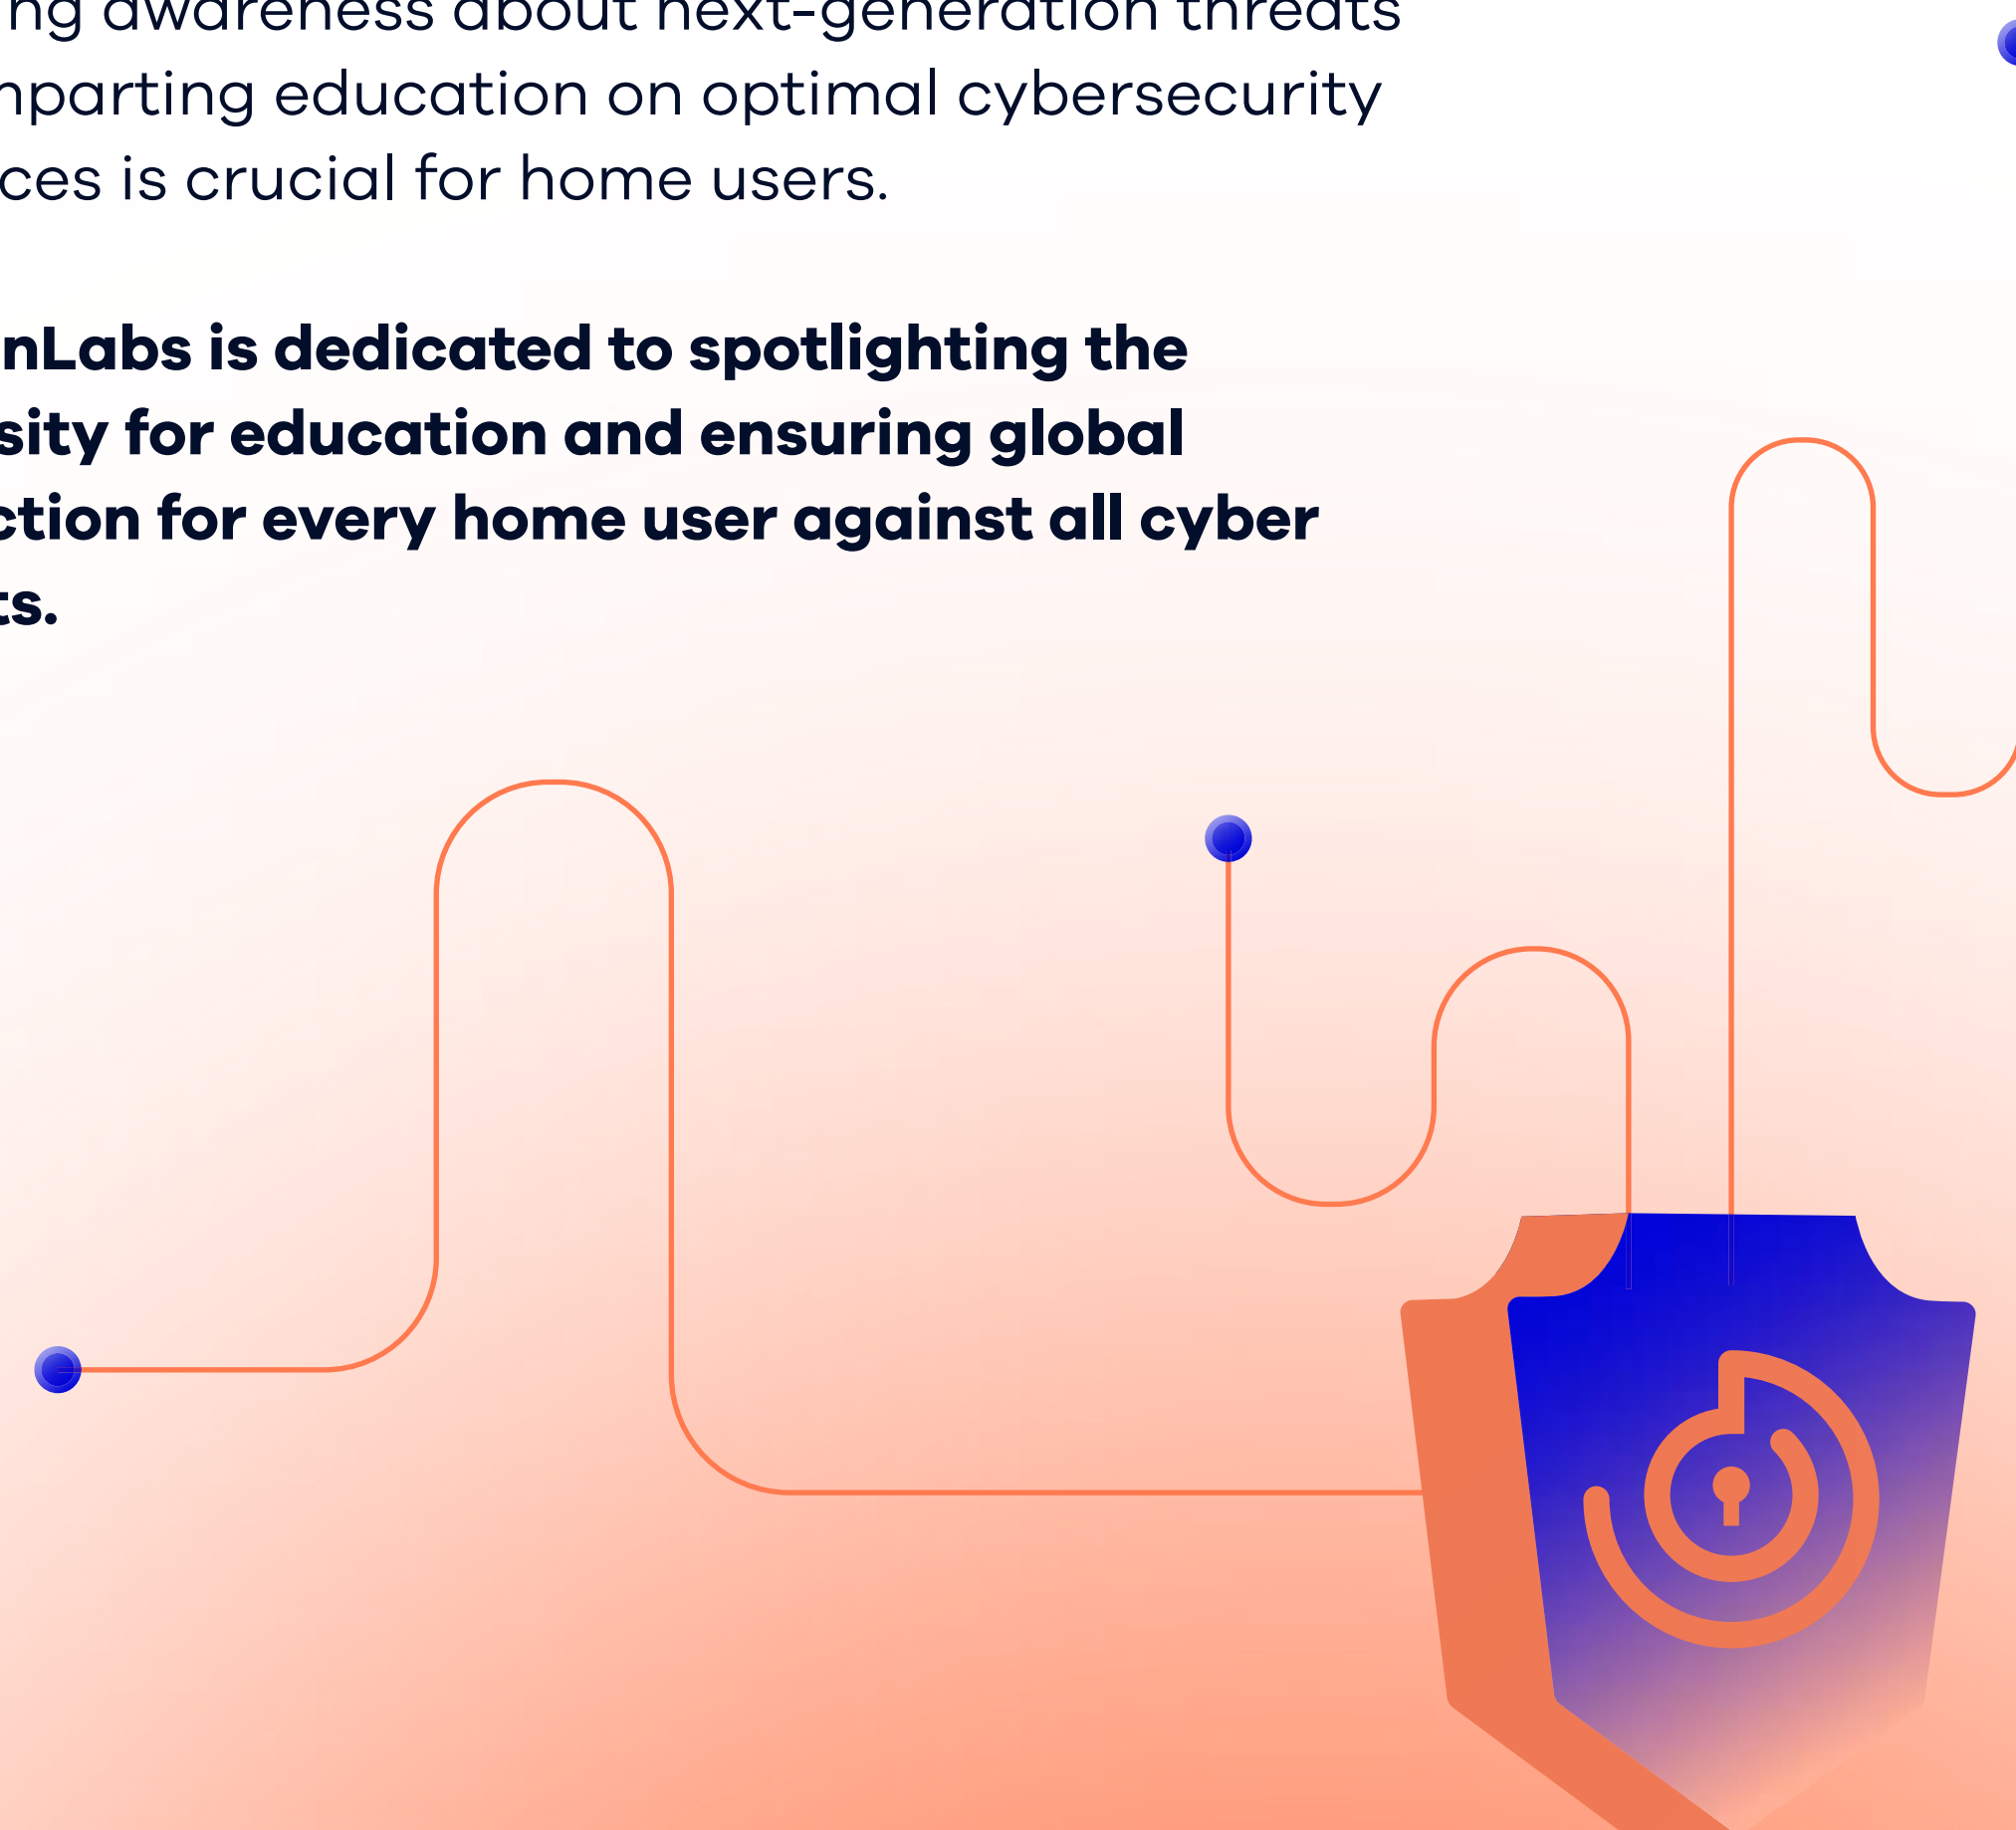 ng awareness about next-generation threats
nparting education on optimal cybersecurity
ces is crucial for home users.
nLabs is dedicated to spotlighting the
sity for education and ensuring global
ction for every home user against all cyber
ts.